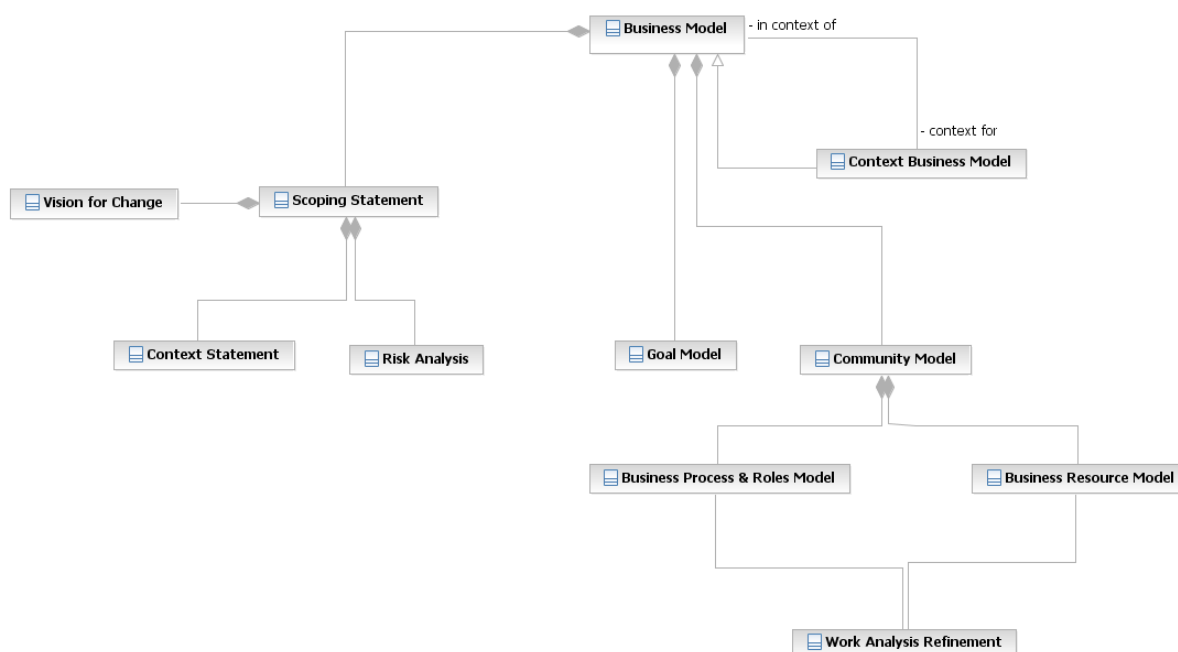 Business Model
- in context of
- context for
Context Business Model
Vision for Change
Scoping Statement
Context Statement
Risk Analysis
Goal Model
Community Model
Business Process & Roles Model
Business Resource Model
Work Analysis Refinement